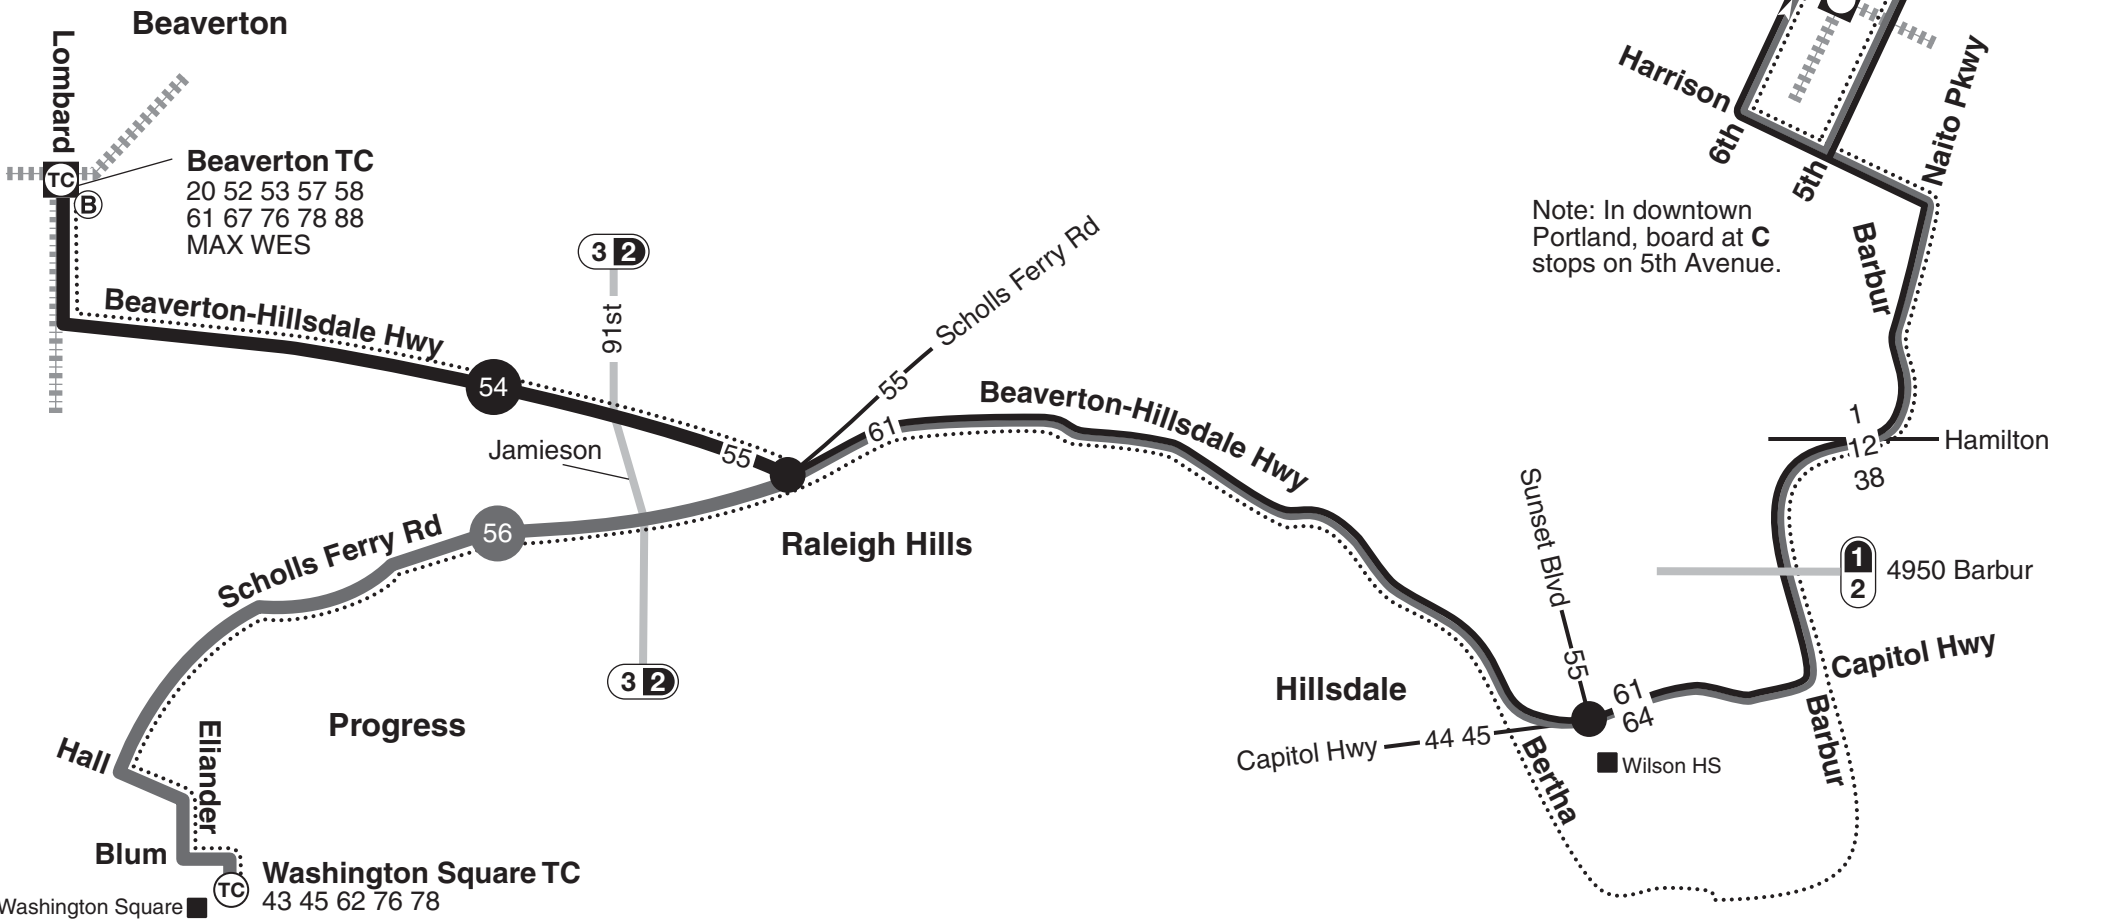 Beaverton
Lombard
TC
B
Beaverton TC
20 52 53 57 58
61 67 76 78 88
MAX WES
Beaverton-Hillsdale Hwy
54
3 2
91st
Jamieson
55
Scholls Ferry Rd
55
61
Beaverton-Hillsdale Hwy
Raleigh Hills
56
Scholls Ferry Rd
3 2
Progress
Hall
Eliander
Blum
TC
Washington Square TC
43 45 62 76 78
Washington Square
Harrison
6th
5th
Naito Pkwy
Note: In downtown
Portland, board at C
stops on 5th Avenue.
Barbur
1
12
38
Hamilton
1
2
4950 Barbur
Sunset Blvd
55
Capitol Hwy
61
64
Hillsdale
Capitol Hwy
44 45
Wilson HS
Bertha
Barbur